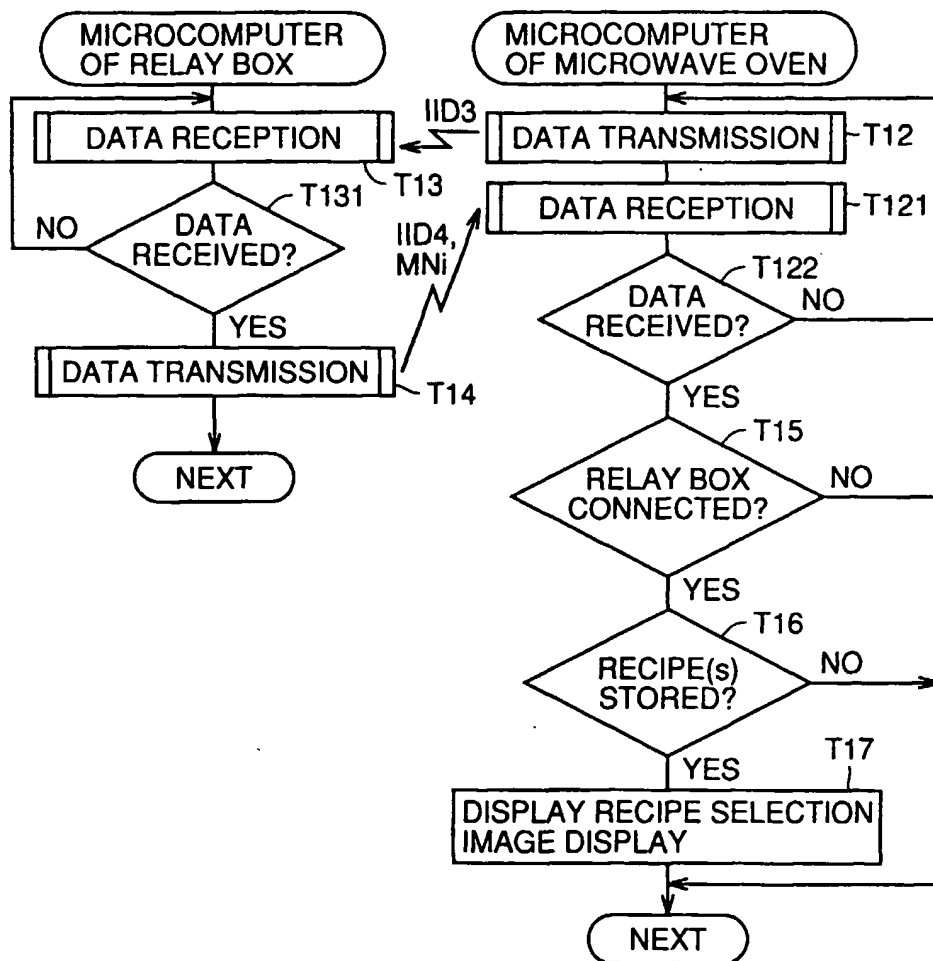 MICROCOMPUTER
OF RELAY BOX
DATA RECEPTION
T13
T131
DATA
RECEIVED?
NO
YES
DATA TRANSMISSION
T14
NEXT
IID3
IID4,
MNi
MICROCOMPUTER
OF MICROWAVE OVEN
DATA TRANSMISSION
T12
DATA RECEPTION
T121
T122
DATA
RECEIVED?
NO
YES
T15
RELAY BOX
CONNECTED?
NO
YES
T16
RECIPE(s)
STORED?
NO
YES
T17
DISPLAY RECIPE SELECTION
IMAGE DISPLAY
NEXT